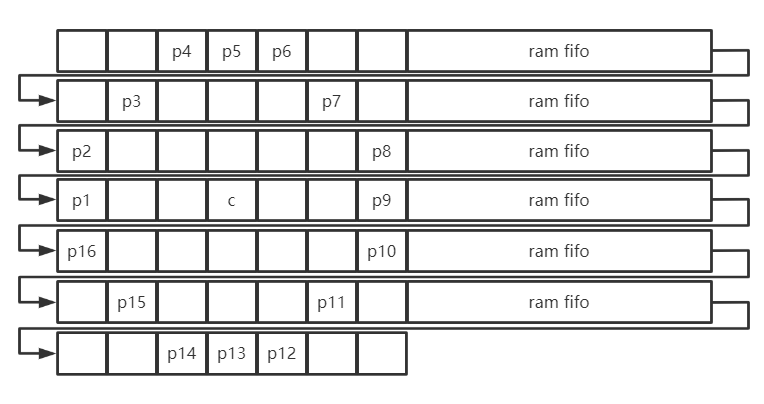 p4 p5 p6 ram fifo
p3 p7 ram fifo
p2 p8 ram fifo
p1 c p9 ram fifo
p16 p10 ram fifo
p15 p11 ram fifo
p14 p13 p12